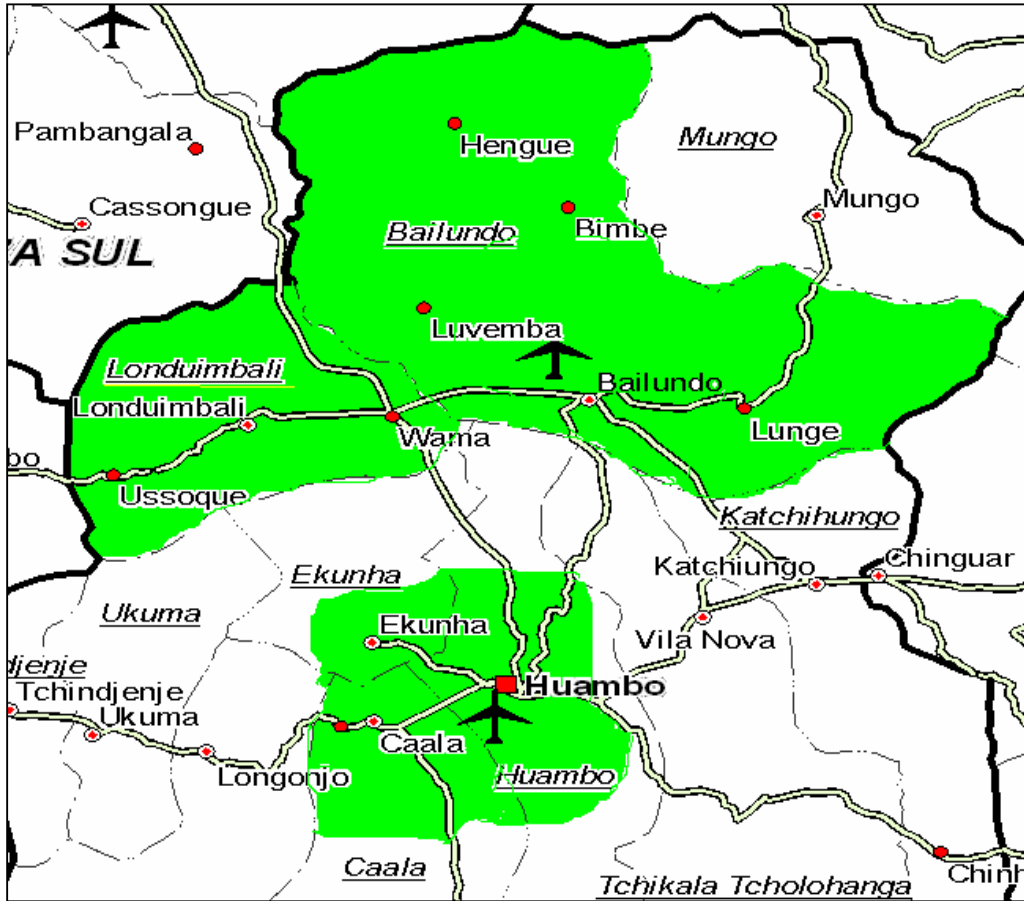 Pambangala
Hengue
Mungo
Cassongue
Mungo
Bailundo
Bimbe
A SUL
Luvemba
Londuimbali
Bailundo
Londuimbali
Wama
Lunge
bo
Ussoque
Katchihungo
Chinguar
Ekunha
Katchiungo
Ukuma
Ekunha
Vila Nova
djenje
Tchindjenje
Huambo
Ukuma
Caala
Longonjo
Huambo
Caala
Chinh
Tchikala Tcholohanga